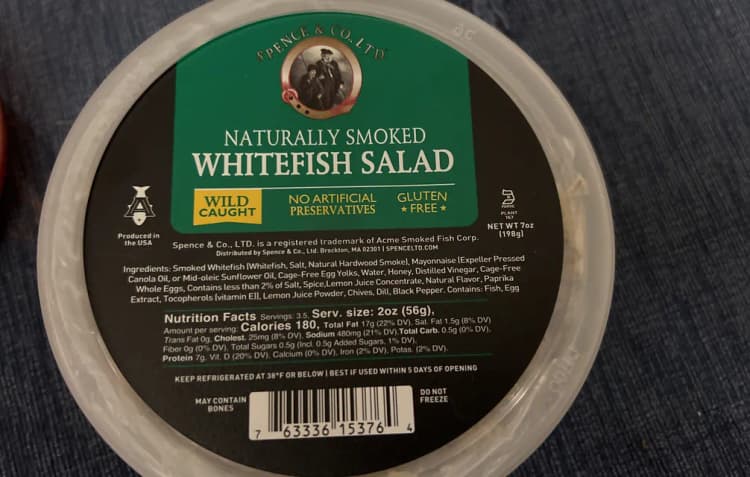 SPENCE & CO., LTD
NATURALLY SMOKED
WHITEFISH SALAD
WILD
CAUGHT
NO ARTIFICIAL
PRESERVATIVES
GLUTEN
★ FREE ★
Produced in
the USA
PLANT
167
NET WT 7oz
(198g)
Spence & Co., LTD. is a registered trademark of Acme Smoked Fish Corp.
Distributed by Spence & Co., Ltd. Brockton, MA 02301 | SPENCELTD.COM
Ingredients: Smoked Whitefish (Whitefish, Salt, Natural Hardwood Smoke), Mayonnaise (Expeller Pressed
Canola Oil, or Mid-oleic Sunflower Oil, Cage-Free Egg Yolks, Water, Honey, Distilled Vinegar, Cage-Free
Whole Eggs, Contains less than 2% of Salt, Spice,Lemon Juice Concentrate, Natural Flavor, Paprika
Extract, Tocopherols [vitamin E]), Lemon Juice Powder, Chives, Dill, Black Pepper. Contains: Fish, Egg
Nutrition Facts Servings: 3.5, Serv. size: 2oz (56g),
Amount per serving: Calories 180, Total Fat 17g (22% DV), Sat. Fat 1.5g (8% DV)
Trans Fat 0g, Cholest. 25mg (8% DV), Sodium 480mg (21% DV), Total Carb. 0.5g (0% DV),
Fiber 0g (0% DV), Total Sugars 0.5g (Incl. 0.5g Added Sugars, 1% DV),
Protein 7g, Vit. D (20% DV), Calcium (0% DV), Iron (2% DV), Potas. (2% DV).
KEEP REFRIGERATED AT 38°F OR BELOW | BEST IF USED WITHIN 5 DAYS OF OPENING
MAY CONTAIN
BONES
DO NOT
FREEZE
7 63336 15376 4